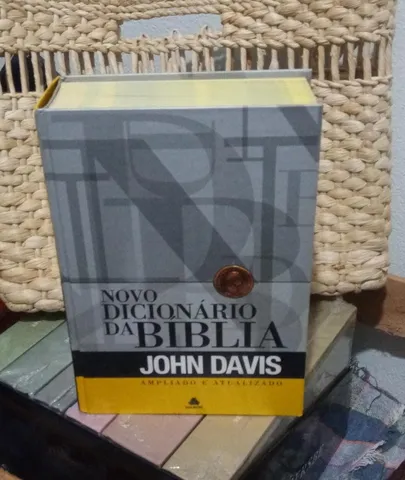 NOVO
DICIONÁRIO
DA BÍBLIA
JOHN DAVIS
AMPLIADO E ATUALIZADO